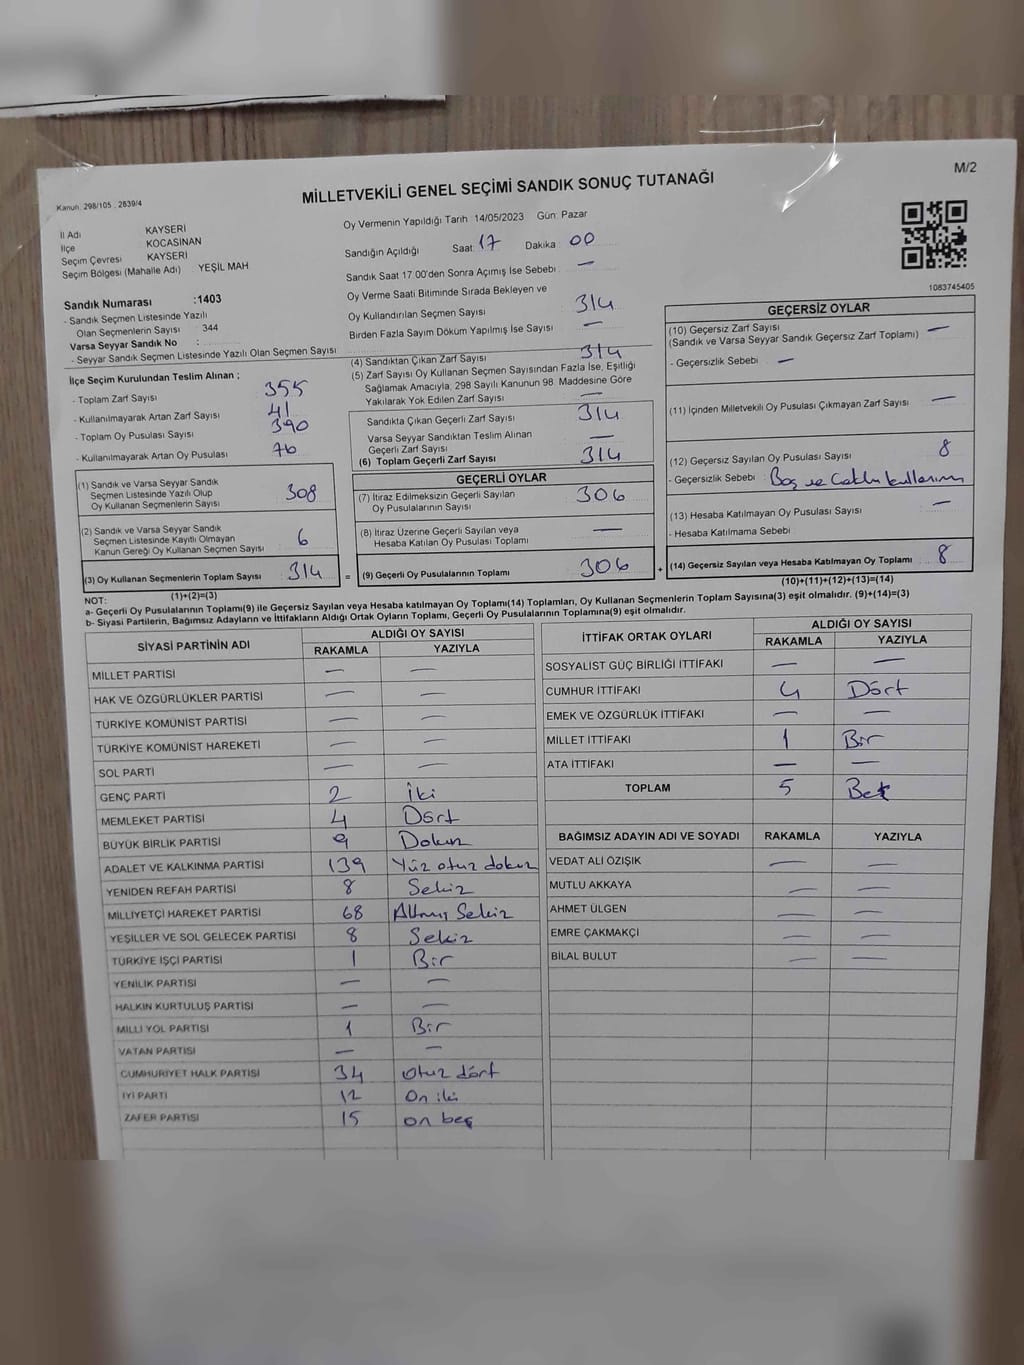 M/2
MİLLETVEKİLİ GENEL SEÇİMİ SANDIK SONUÇ TUTANAĞI
Kanun: 298/105 . 2839/4
İl Adı KAYSERİ
İlçe KOCASİNAN
Seçim Çevresi KAYSERİ
Seçim Bölgesi (Mahalle Adı) YEŞİL MAH
Sandık Numarası :1403
- Sandık Seçmen Listesinde Yazılı
Olan Seçmenlerin Sayısı : 344
Varsa Seyyar Sandık No :
- Seyyar Sandık Seçmen Listesinde Yazılı Olan Seçmen Sayısı
İlçe Seçim Kurulundan Teslim Alınan ;
- Toplam Zarf Sayısı 355
- Kullanılmayarak Artan Zarf Sayısı 41
- Toplam Oy Pusulası Sayısı 390
- Kullanılmayarak Artan Oy Pusulası 76
(1) Sandık ve Varsa Seyyar Sandık
Seçmen Listesinde Yazılı Olup
Oy Kullanan Seçmenlerin Sayısı 308
(2) Sandık ve Varsa Seyyar Sandık
Seçmen Listesinde Kayıtlı Olmayan
Kanun Gereği Oy Kullanan Seçmen Sayısı 6
(3) Oy Kullanan Seçmenlerin Toplam Sayısı 314 =
(1)+(2)=(3)
Oy Vermenin Yapıldığı Tarih 14/05/2023 Gün: Pazar
Sandığın Açıldığı Saat: 17 Dakika 00
Sandık Saat 17.00'den Sonra Açımış İse Sebebi —
Oy Verme Saati Bitiminde Sırada Bekleyen ve
Oy Kullandırılan Seçmen Sayısı 314
Birden Fazla Sayım Döküm Yapılmış İse Sayısı —
(4) Sandıktan Çıkan Zarf Sayısı 314
(5) Zarf Sayısı Oy Kullanan Seçmen Sayısından Fazla İse, Eşitliği
Sağlamak Amacıyla, 298 Sayılı Kanunun 98. Maddesine Göre
Yakılarak Yok Edilen Zarf Sayısı —
Sandıkta Çıkan Geçerli Zarf Sayısı 314
Varsa Seyyar Sandıktan Teslim Alınan
Geçerli Zarf Sayısı —
(6) Toplam Geçerli Zarf Sayısı 314
GEÇERLİ OYLAR
(7) İtiraz Edilmeksizin Geçerli Sayılan
Oy Pusulalarının Sayısı 306
(8) İtiraz Üzerine Geçerli Sayılan veya
Hesaba Katılan Oy Pusulası Toplamı —
(9) Geçerli Oy Pusulalarının Toplamı 306 +
1083745405
GEÇERSİZ OYLAR
(10) Geçersiz Zarf Sayısı
(Sandık ve Varsa Seyyar Sandık Geçersiz Zarf Toplamı) —
- Geçersizlik Sebebi —
(11) İçinden Milletvekili Oy Pusulası Çıkmayan Zarf Sayısı —
(12) Geçersiz Sayılan Oy Pusulası Sayısı 8
- Geçersizlik Sebebi : Boş ve
(13) Hesaba Katılmayan Oy Pusulası Sayısı —
- Hesaba Katılmama Sebebi
(14) Geçersiz Sayılan veya Hesaba Katılmayan Oy Toplamı 8
(10)+(11)+(12)+(13)=(14)
NOT:
a- Geçerli Oy Pusulalarının Toplamı(9) ile Geçersiz Sayılan veya Hesaba katılmayan Oy Toplamı(14) Toplamları, Oy Kullanan Seçmenlerin Toplam Sayısına(3) eşit olmalıdır. (9)+(14)=(3)
b- Siyasi Partilerin, Bağımsız Adayların ve İttifakların Aldığı Ortak Oyların Toplamı, Geçerli Oy Pusulalarının Toplamına(9) eşit olmalıdır.
SİYASİ PARTİNİN ADI ALDIĞI OY SAYISI
RAKAMLA YAZIYLA
MİLLET PARTİSİ — —
HAK VE ÖZGÜRLÜKLER PARTİSİ — —
TÜRKİYE KOMÜNİST PARTİSİ — —
TÜRKİYE KOMÜNİST HAREKETİ — —
SOL PARTİ — —
GENÇ PARTİ 2 İki
MEMLEKET PARTİSİ 4 Dört
BÜYÜK BİRLİK PARTİSİ 9 Dokuz
ADALET VE KALKINMA PARTİSİ 139 Yüz otuz dokuz
YENİDEN REFAH PARTİSİ 8 Sekiz
MİLLİYETÇİ HAREKET PARTİSİ 68 Altmış Sekiz
YEŞİLLER VE SOL GELECEK PARTİSİ 8 Sekiz
TÜRKİYE İŞÇİ PARTİSİ 1 Bir
YENİLİK PARTİSİ — —
HALKIN KURTULUŞ PARTİSİ — —
MİLLİ YOL PARTİSİ 1 Bir
VATAN PARTİSİ — —
CUMHURİYET HALK PARTİSİ 34 otuz dört
İYİ PARTİ 12 On iki
ZAFER PARTİSİ 15 on beş
İTTİFAK ORTAK OYLARI ALDIĞI OY SAYISI
RAKAMLA YAZIYLA
SOSYALİST GÜÇ BİRLİĞİ İTTİFAKI — —
CUMHUR İTTİFAKI 4 Dört
EMEK VE ÖZGÜRLÜK İTTİFAKI — —
MİLLET İTTİFAKI 1 Bir
ATA İTTİFAKI — —
TOPLAM 5 Beş
BAĞIMSIZ ADAYIN ADI VE SOYADI RAKAMLA YAZIYLA
VEDAT ALİ ÖZIŞIK — —
MUTLU AKKAYA — —
AHMET ÜLGEN — —
EMRE ÇAKMAKÇİ — —
BİLAL BULUT — —